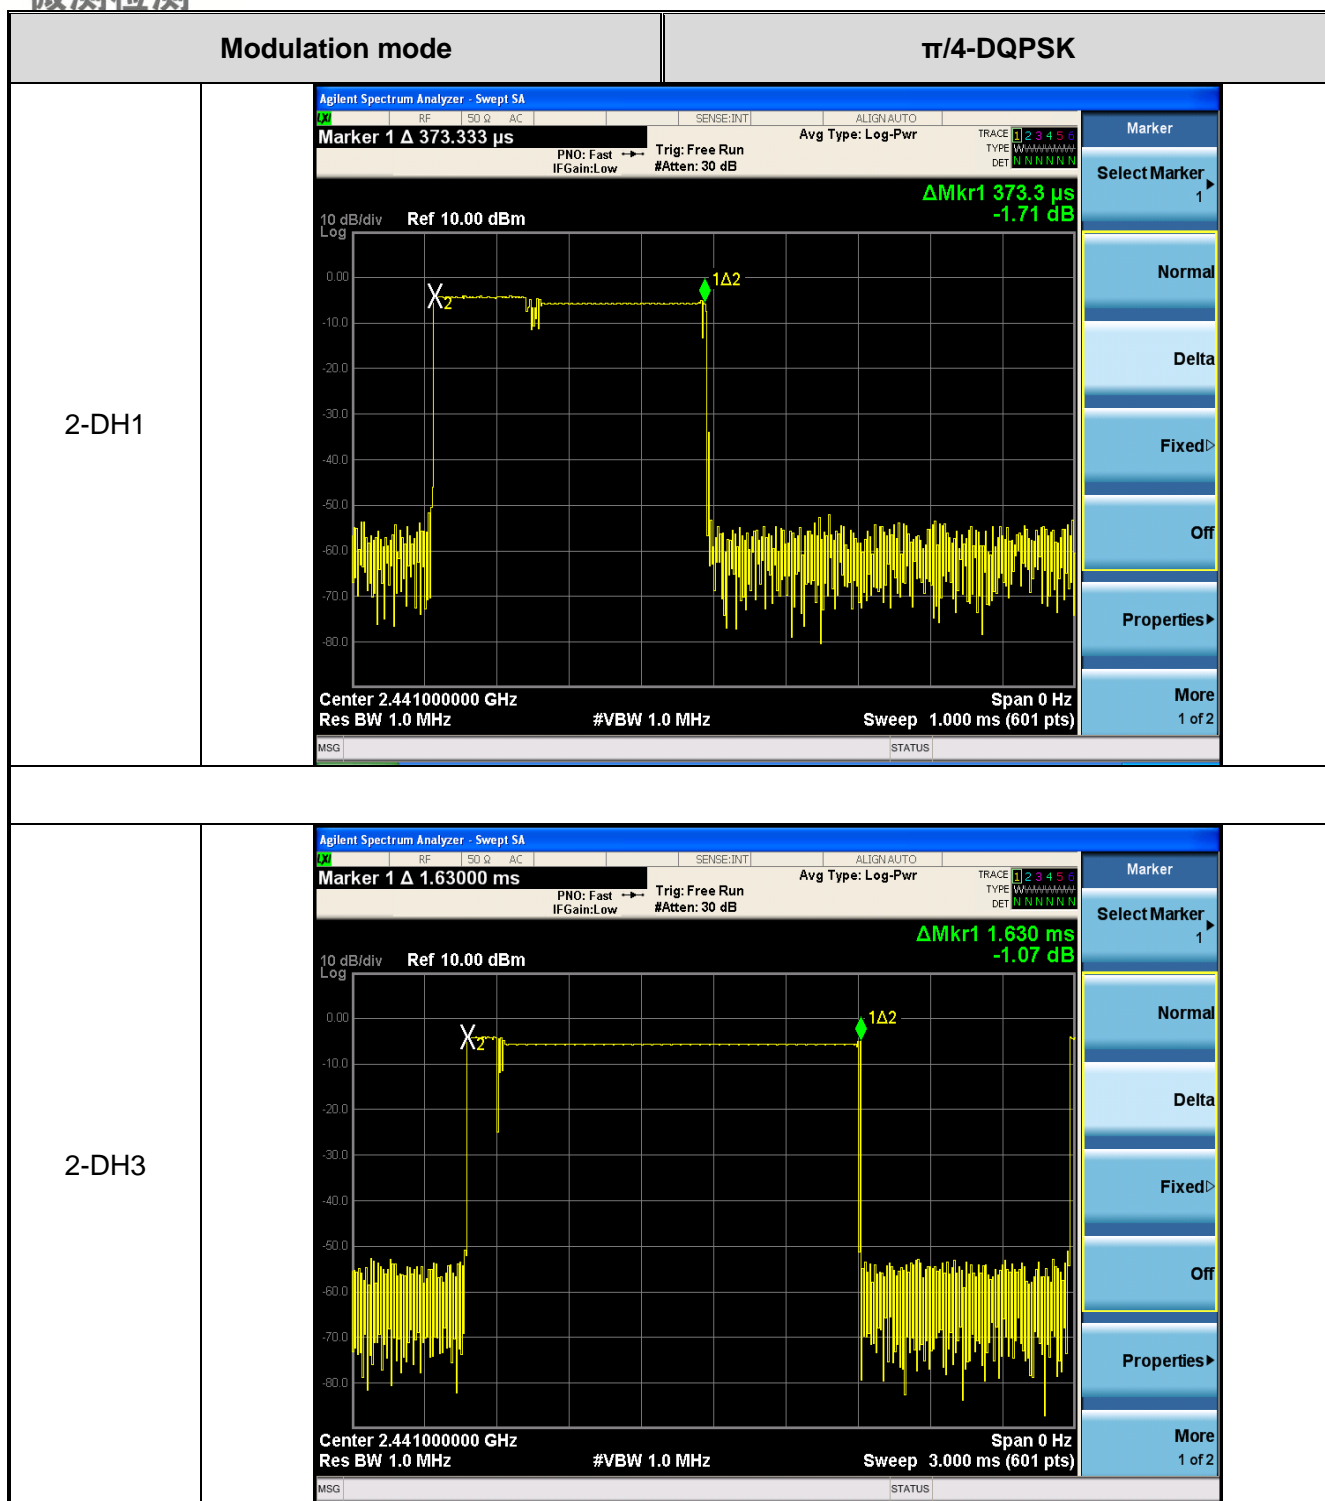 微测检测
Modulation mode π/4-DQPSK
2-DH1
Agilent Spectrum Analyzer - Swept SA
LXI RF 50 Ω AC SENSE:INT ALIGN AUTO
Marker 1 Δ 373.333 µs
PNO: Fast
IFGain:Low
Trig: Free Run
#Atten: 30 dB
Avg Type: Log-Pwr
TRACE 1 2 3 4 5 6
TYPE
DET N N N N N N
ΔMkr1 373.3 µs
-1.71 dB
10 dB/div Ref 10.00 dBm
Log
0.00
-10.0
-20.0
-30.0
-40.0
-50.0
-60.0
-70.0
-80.0
2
1Δ2
Center 2.441000000 GHz Span 0 Hz
Res BW 1.0 MHz #VBW 1.0 MHz Sweep 1.000 ms (601 pts)
MSG STATUS
Marker
Select Marker
1
Normal
Delta
Fixed
Off
Properties
More
1 of 2
2-DH3
Agilent Spectrum Analyzer - Swept SA
LXI RF 50 Ω AC SENSE:INT ALIGN AUTO
Marker 1 Δ 1.63000 ms
PNO: Fast
IFGain:Low
Trig: Free Run
#Atten: 30 dB
Avg Type: Log-Pwr
TRACE 1 2 3 4 5 6
TYPE
DET N N N N N N
ΔMkr1 1.630 ms
-1.07 dB
10 dB/div Ref 10.00 dBm
Log
0.00
-10.0
-20.0
-30.0
-40.0
-50.0
-60.0
-70.0
-80.0
2
1Δ2
Center 2.441000000 GHz Span 0 Hz
Res BW 1.0 MHz #VBW 1.0 MHz Sweep 3.000 ms (601 pts)
MSG STATUS
Marker
Select Marker
1
Normal
Delta
Fixed
Off
Properties
More
1 of 2